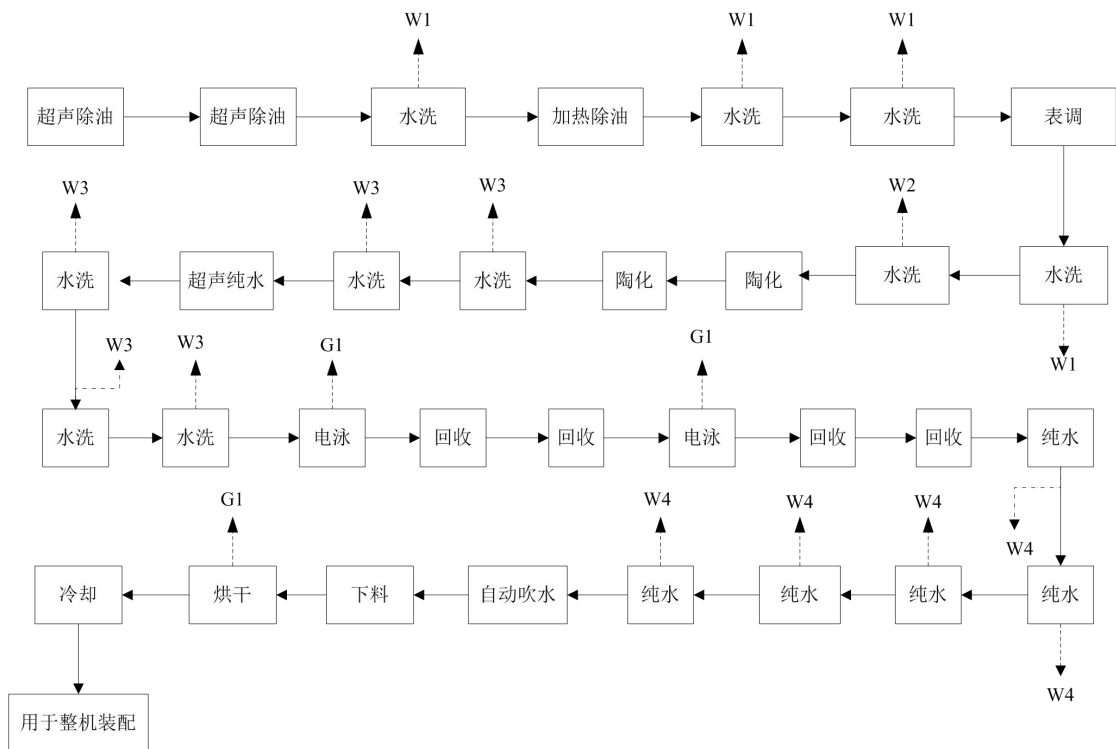 W1 W1 W1
超声除油 超声除油 水洗 加热除油 水洗 水洗 表调
W3 W3 W3 W2
水洗 超声纯水 水洗 水洗 陶化 陶化 水洗 水洗
W3 W3 G1 G1 W1
水洗 水洗 电泳 回收 回收 电泳 回收 回收 纯水
G1 W4 W4 W4 W4
冷却 烘干 下料 自动吹水 纯水 纯水 纯水 纯水
W4
用于整机装配